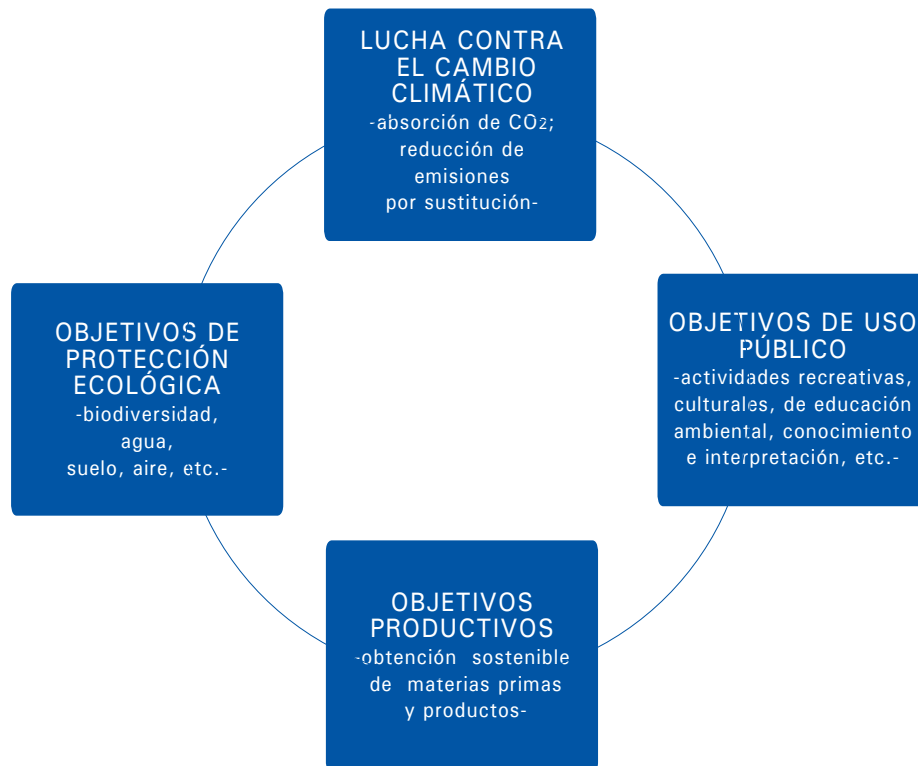 LUCHA CONTRA
EL CAMBIO
CLIMÁTICO
-absorción de CO2;
reducción de
emisiones
por sustitución-
OBJETIVOS DE
PROTECCIÓN
ECOLÓGICA
-biodiversidad,
agua,
suelo, aire, etc.-
OBJETIVOS DE USO
PÚBLICO
-actividades recreativas,
culturales, de educación
ambiental, conocimiento
e interpretación, etc.-
OBJETIVOS
PRODUCTIVOS
-obtención sostenible
de materias primas
y productos-